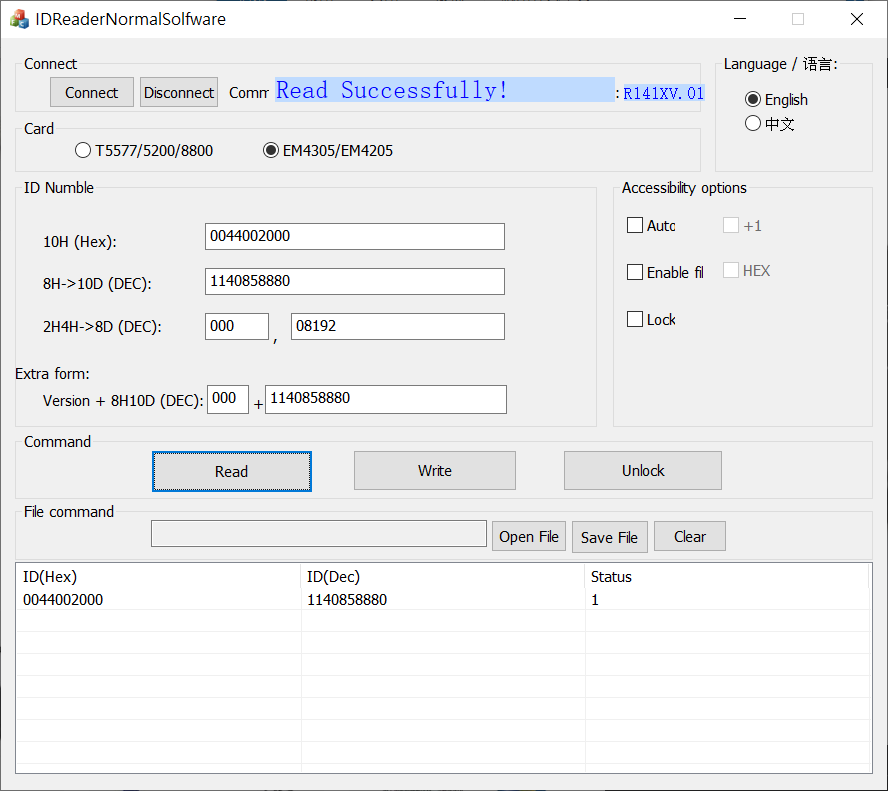 IDReaderNormalSolfware
Connect
Connect Disconnect Comm Read Successfully! : R141XV.01
Language / 语言:
English
中文
Card
T5577/5200/8800 EM4305/EM4205
ID Numble
10H (Hex): 0044002000
8H->10D (DEC): 1140858880
2H4H->8D (DEC): 000 , 08192
Extra form:
Version + 8H10D (DEC): 000 + 1140858880
Accessibility options
Auto +1
Enable fil HEX
Lock
Command
Read Write Unlock
File command
Open File Save File Clear
ID(Hex) ID(Dec) Status
0044002000 1140858880 1